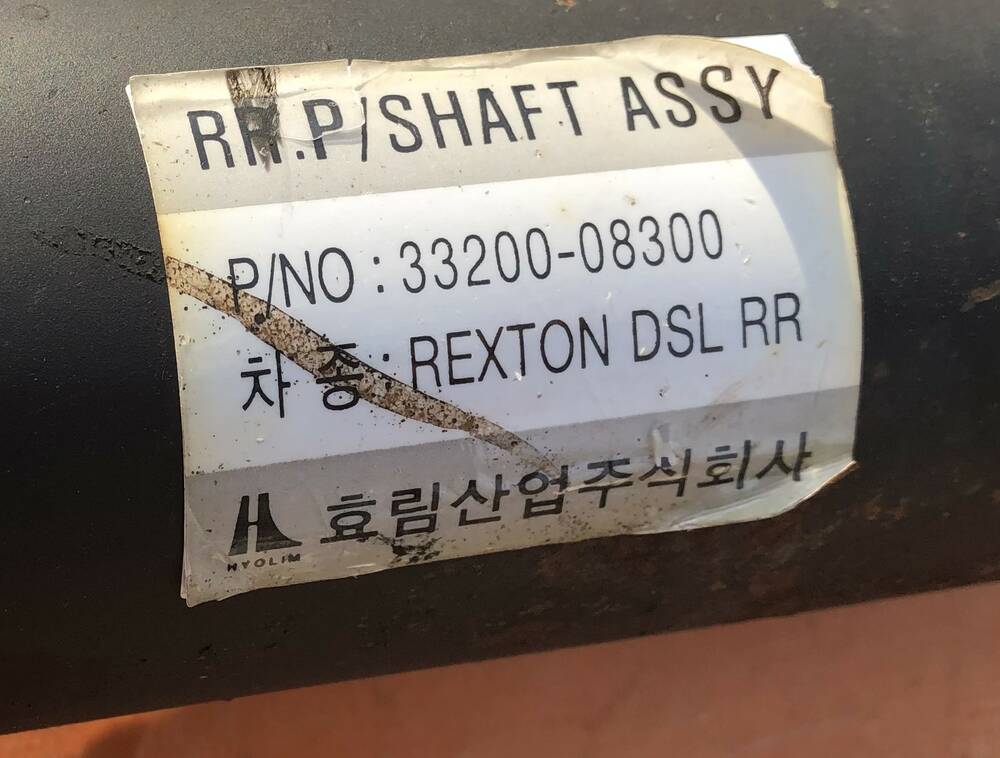 RR.P/SHAFT ASSY
P/NO : 33200-08300
차 종 : REXTON DSL RR
효림산업주식회사
HYOLIM